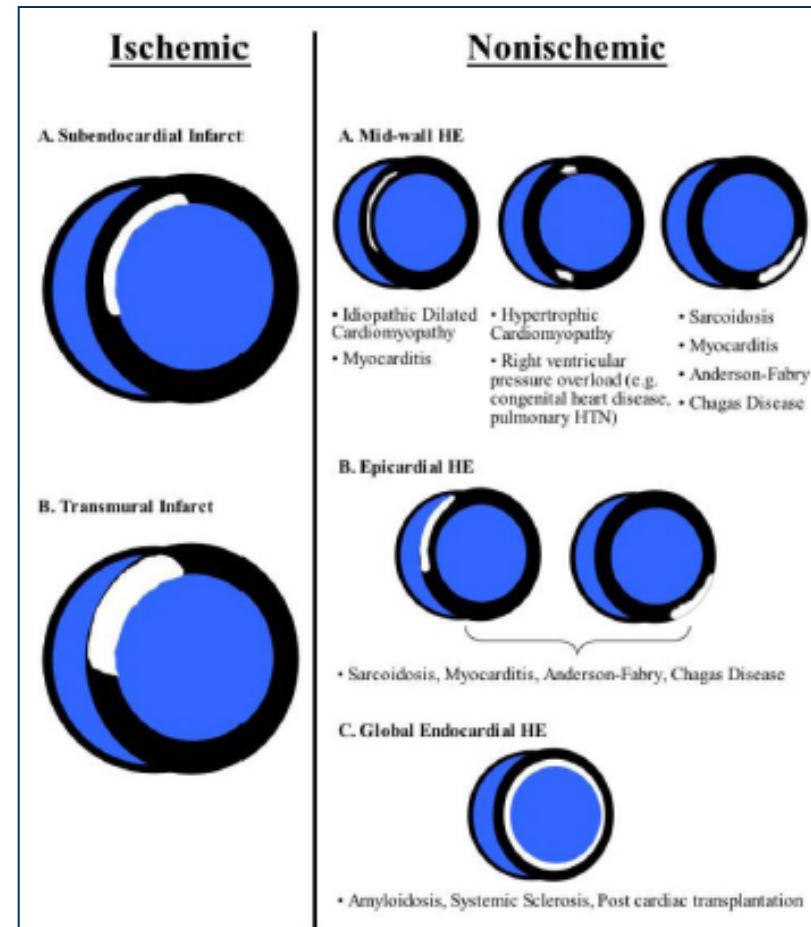 Ischemic
A. Subendocardial Infarct
B. Transmural Infarct
Nonischemic
A. Mid-wall HE
• Idiopathic Dilated
Cardiomyopathy
• Myocarditis
• Hypertrophic
Cardiomyopathy
• Right ventricular
pressure overload (e.g.
congenital heart disease,
pulmonary HTN)
• Sarcoidosis
• Myocarditis
• Anderson-Fabry
• Chagas Disease
B. Epicardial HE
• Sarcoidosis, Myocarditis, Anderson-Fabry, Chagas Disease
C. Global Endocardial HE
• Amyloidosis, Systemic Sclerosis, Post cardiac transplantation